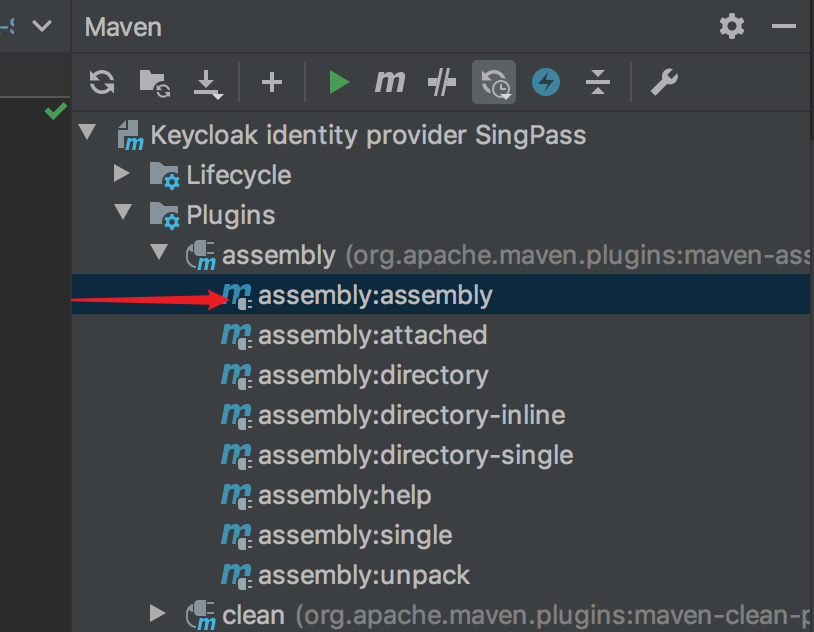 Maven
Keycloak identity provider SingPass
Lifecycle
Plugins
assembly (org.apache.maven.plugins:maven-ass
assembly:assembly
assembly:attached
assembly:directory
assembly:directory-inline
assembly:directory-single
assembly:help
assembly:single
assembly:unpack
clean (org.apache.maven.plugins:maven-clean-p